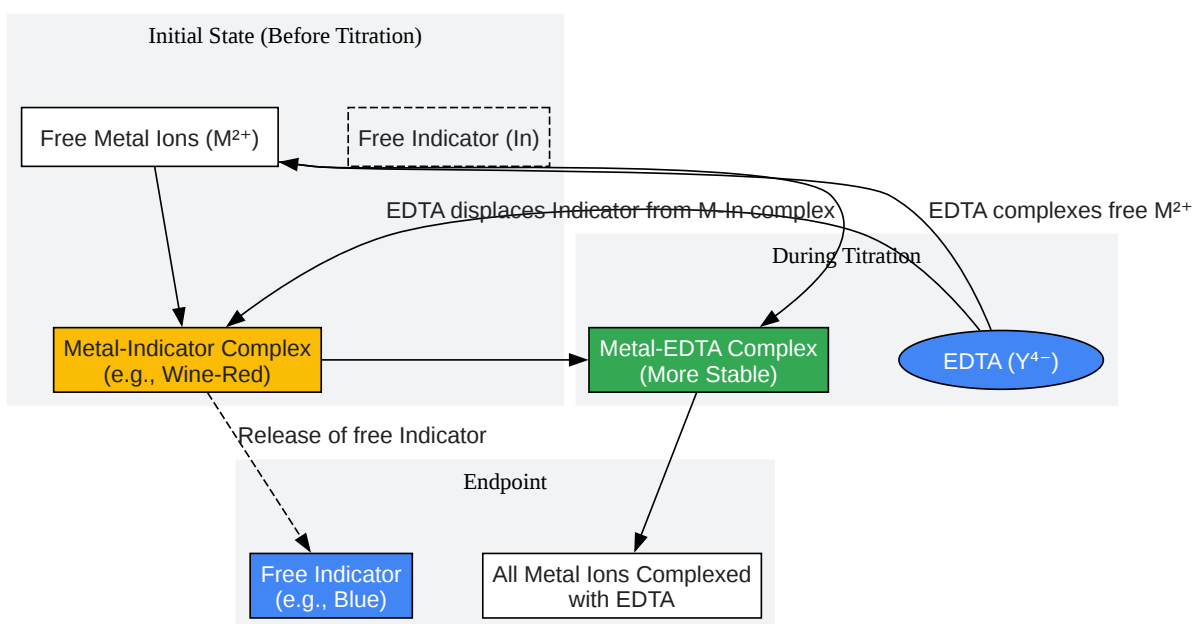 Initial State (Before Titration)
Free Metal Ions (M²⁺)
Free Indicator (In)
EDTA displaces Indicator from M-In complex
EDTA complexes free M²⁺
During Titration
Metal-Indicator Complex
(e.g., Wine-Red)
Metal-EDTA Complex
(More Stable)
EDTA (Y⁴⁻)
Release of free Indicator
Endpoint
Free Indicator
(e.g., Blue)
All Metal Ions Complexed
with EDTA